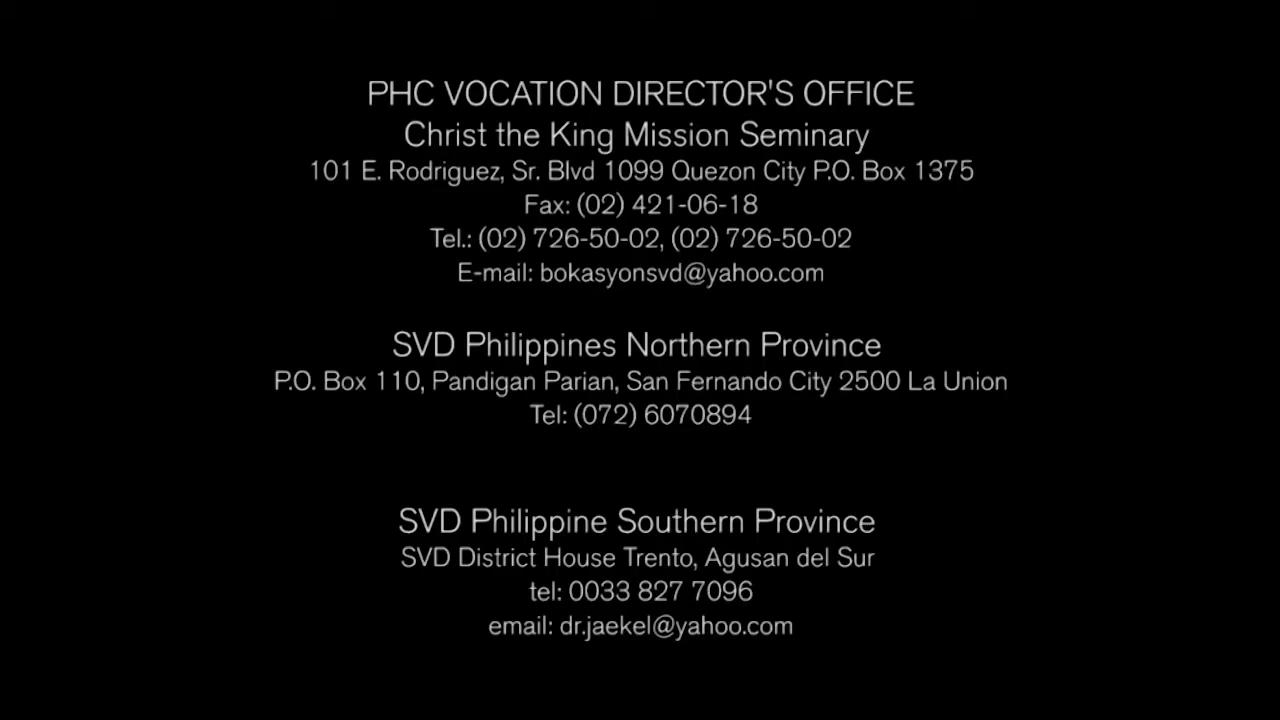 PHC VOCATION DIRECTOR'S OFFICE
Christ the King Mission Seminary
101 E. Rodriguez, Sr. Blvd 1099 Quezon City P.O. Box 1375
Fax: (02) 421-06-18
Tel.: (02) 726-50-02, (02) 726-50-02
E-mail: bokasyonsvd@yahoo.com
SVD Philippines Northern Province
P.O. Box 110, Pandigan Parian, San Fernando City 2500 La Union
Tel: (072) 6070894
SVD Philippine Southern Province
SVD District House Trento, Agusan del Sur
tel: 0033 827 7096
email: dr.jaekel@yahoo.com